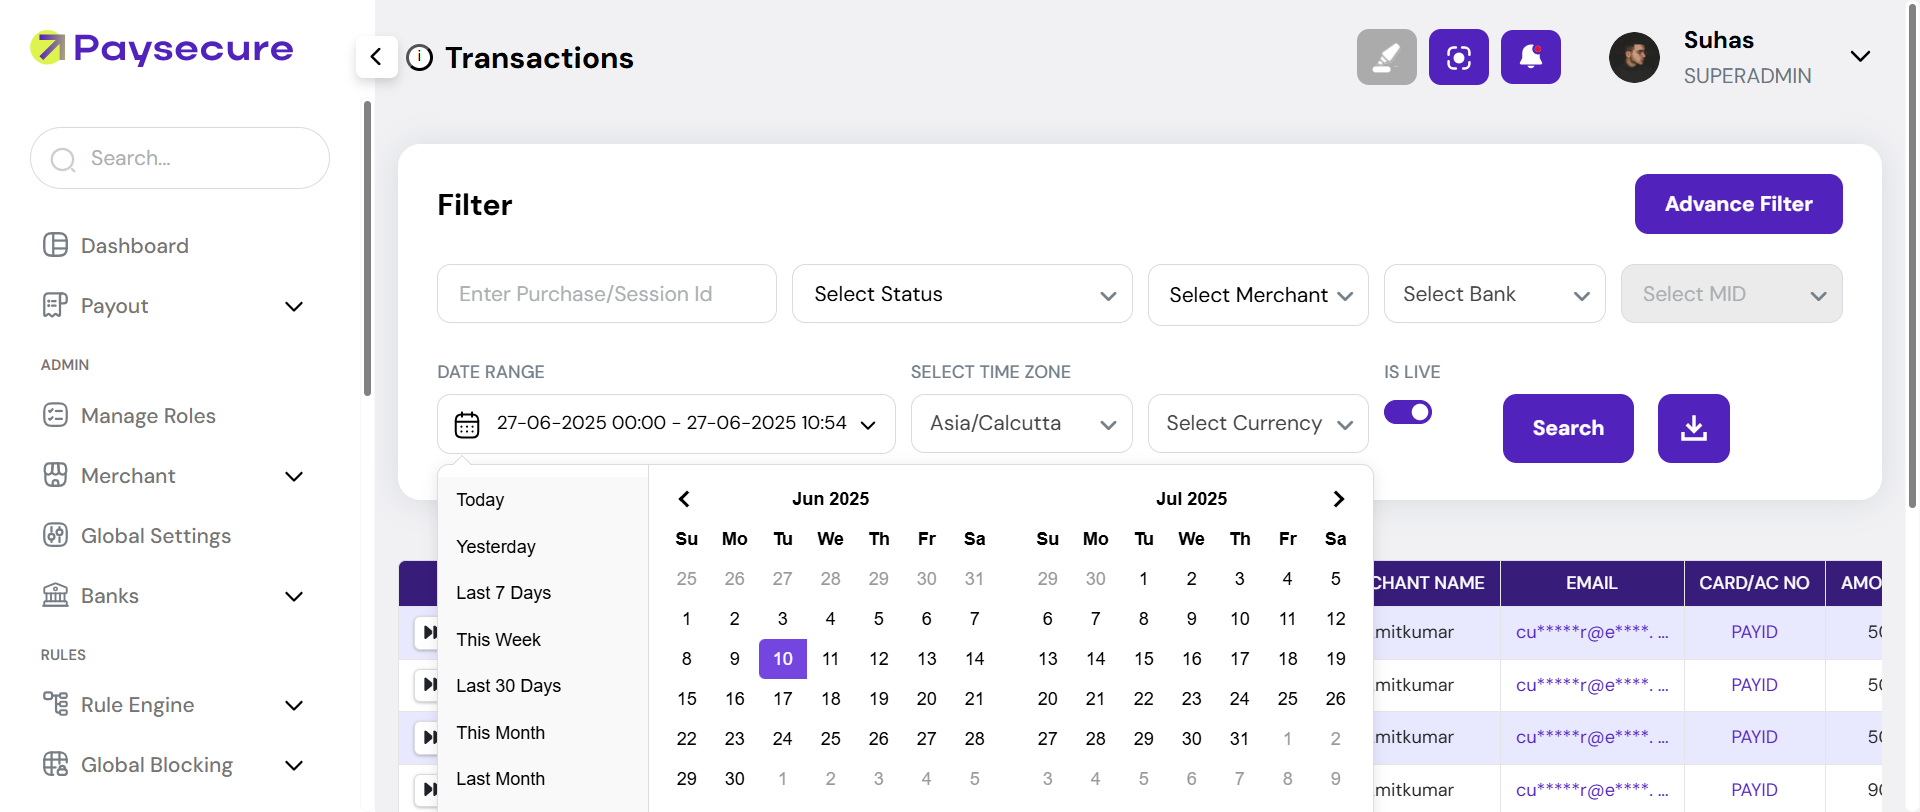 Paysecure
Search...
Dashboard
Payout
ADMIN
Manage Roles
Merchant
Global Settings
Banks
RULES
Rule Engine
Global Blocking
Transactions
Suhas
SUPERADMIN
Filter
Advance Filter
Enter Purchase/Session Id
Select Status
Select Merchant
Select Bank
Select MID
DATE RANGE
SELECT TIME ZONE
IS LIVE
27-06-2025 00:00 - 27-06-2025 10:54
Asia/Calcutta
Select Currency
Search
Today
Yesterday
Last 7 Days
This Week
Last 30 Days
This Month
Last Month
Jun 2025
Su Mo Tu We Th Fr Sa
25 26 27 28 29 30 31
1 2 3 4 5 6 7
8 9 10 11 12 13 14
15 16 17 18 19 20 21
22 23 24 25 26 27 28
29 30 1 2 3 4 5
Jul 2025
Su Mo Tu We Th Fr Sa
29 30 1 2 3 4 5
6 7 8 9 10 11 12
13 14 15 16 17 18 19
20 21 22 23 24 25 26
27 28 29 30 31 1 2
3 4 5 6 7 8 9
CHANT NAME EMAIL CARD/AC NO AMO
mitkumar cu*****r@e****. ... PAYID 50
mitkumar cu*****r@e****. ... PAYID 50
mitkumar cu*****r@e****. ... PAYID 50
mitkumar cu*****r@e****. ... PAYID 90